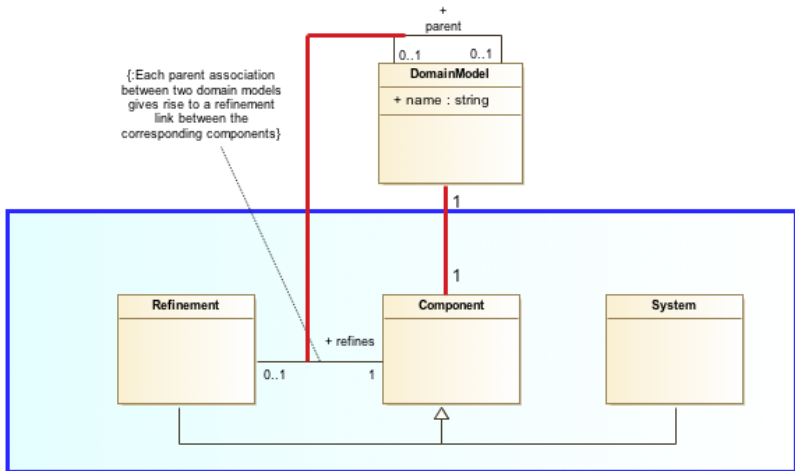 +
parent
0..1
0..1
DomainModel
+ name : string
{:Each parent association
between two domain models
gives rise to a refinement
link between the
corresponding components}
1
1
Refinement
Component
System
+ refines
0..1
1